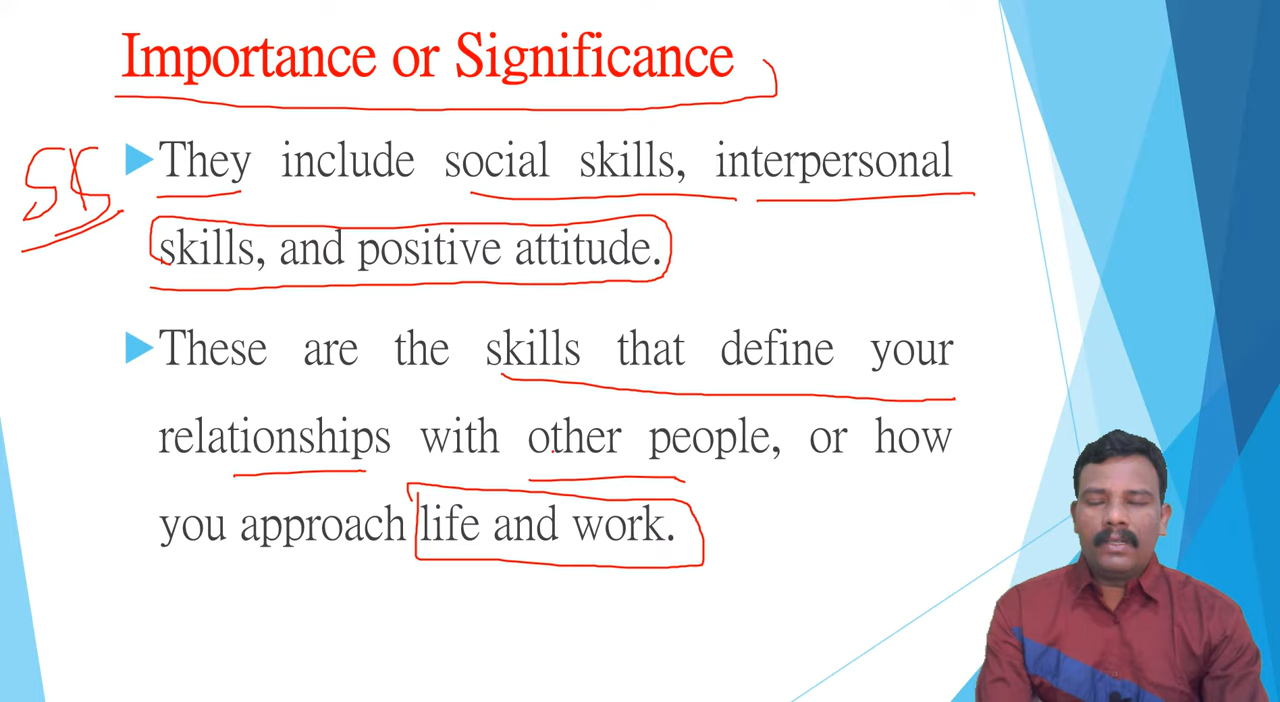 Importance or Significance
SS
They include social skills, interpersonal
skills, and positive attitude.
These are the skills that define your
relationships with other people, or how
you approach life and work.